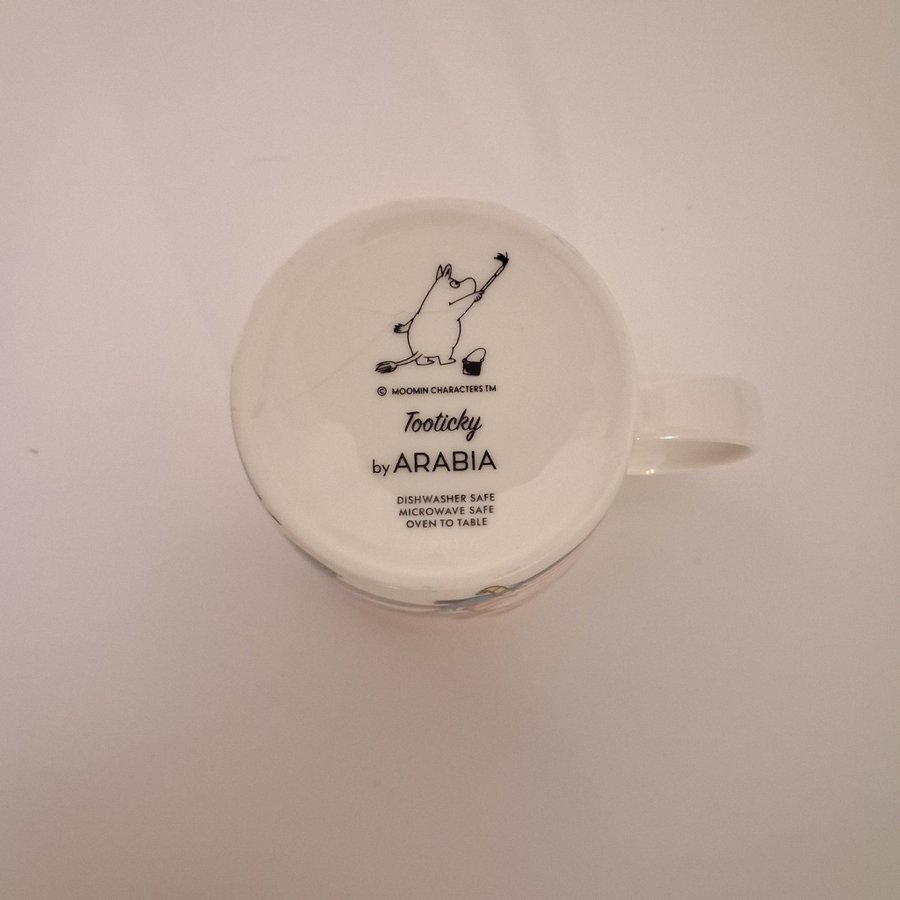 © MOOMIN CHARACTERS TM
Tooticky
by ARABIA
DISHWASHER SAFE
MICROWAVE SAFE
OVEN TO TABLE